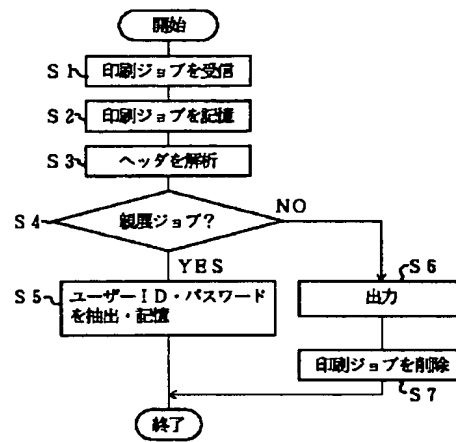 開始
S1 印刷ジョブを受信
S2 印刷ジョブを記憶
S3 ヘッダを解析
S4 親展ジョブ?
NO
YES
S5 ユーザーID・パスワード
を抽出・記憶
S6
出力
印刷ジョブを削除
S7
終了